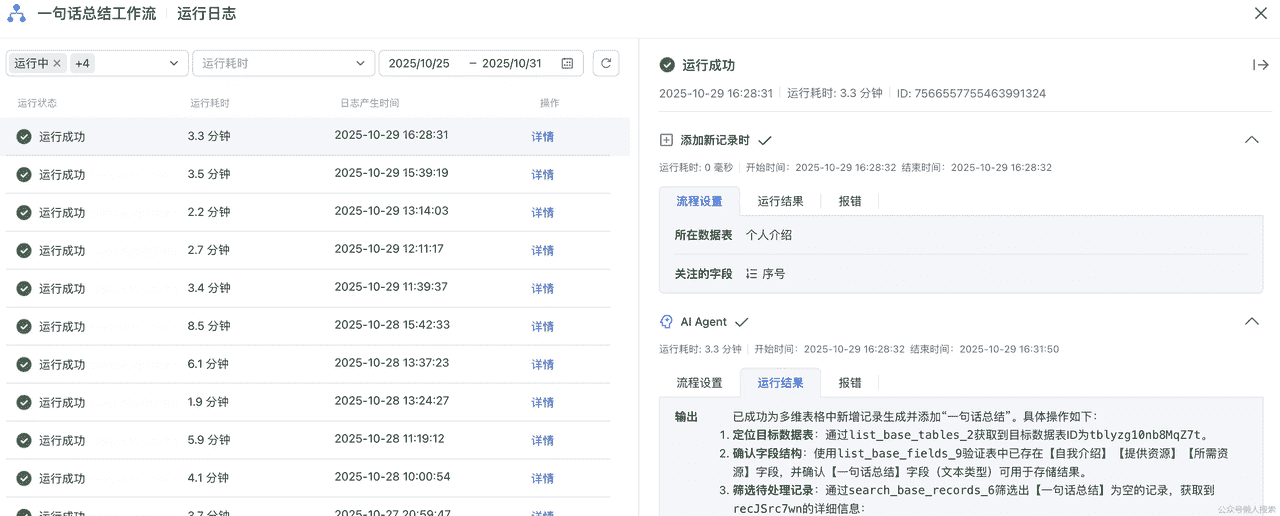 一句话总结工作流 运行日志
运行中 × +4 运行耗时 2025/10/25 – 2025/10/31
运行状态 运行耗时 日志产生时间 操作
运行成功 3.3 分钟 2025-10-29 16:28:31 详情
运行成功 3.5 分钟 2025-10-29 15:39:19 详情
运行成功 2.2 分钟 2025-10-29 13:14:03 详情
运行成功 2.7 分钟 2025-10-29 12:11:17 详情
运行成功 3.4 分钟 2025-10-29 11:39:37 详情
运行成功 8.5 分钟 2025-10-28 15:42:33 详情
运行成功 6.1 分钟 2025-10-28 13:37:23 详情
运行成功 1.9 分钟 2025-10-28 13:24:27 详情
运行成功 5.9 分钟 2025-10-28 11:19:12 详情
运行成功 4.1 分钟 2025-10-28 10:00:54 详情
运行成功 3.7 分钟 2025-10-27 20:59:47 详情
运行成功
2025-10-29 16:28:31 运行耗时: 3.3 分钟 ID: 7566557755463991324
添加新记录时
运行耗时: 0 毫秒 开始时间: 2025-10-29 16:28:32 结束时间: 2025-10-29 16:28:32
流程设置 运行结果 报错
所在数据表 个人介绍
关注的字段 序号
AI Agent
运行耗时: 3.3 分钟 开始时间: 2025-10-29 16:28:32 结束时间: 2025-10-29 16:31:50
流程设置 运行结果 报错
输出 已成功为多维表格中新增记录生成并添加“一句话总结”。具体操作如下:
1. 定位目标数据表：通过list_base_tables_2获取到目标数据表ID为tblyzg10nb8MqZ7t。
2. 确认字段结构：使用list_base_fields_9验证表中已存在【自我介绍】【提供资源】【所需资
源】字段，并确认【一句话总结】字段（文本类型）可用于存储结果。
3. 筛选待处理记录：通过search_base_records_6筛选出【一句话总结】为空的记录，获取到
recJSrc7wn的详细信息:
公众号懒人搜索